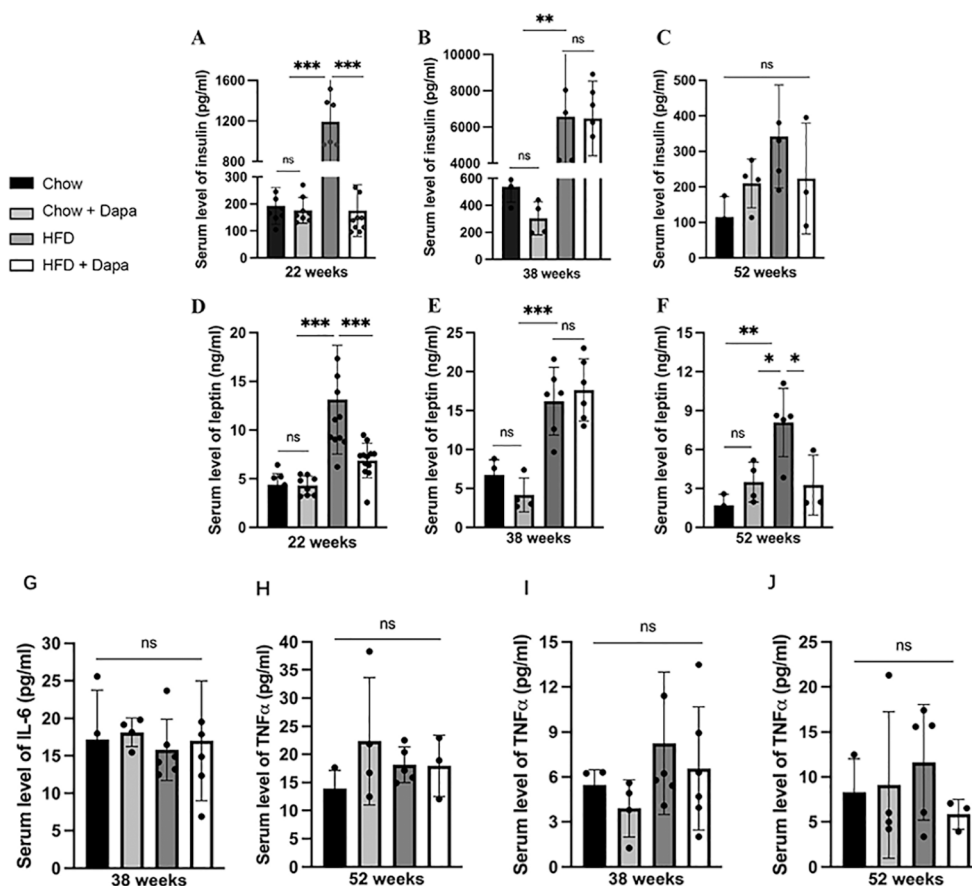 A
B
C
Chow
Chow + Dapa
HFD
HFD + Dapa
Serum level of insulin (pg/ml)
1600
1200
800
200
100
0
ns
***
***
22 weeks
Serum level of insulin (pg/ml)
10000
8000
6000
4000
600
400
200
0
ns
**
ns
38 weeks
Serum level of insulin (pg/ml)
500
400
300
200
100
0
ns
52 weeks
D
E
F
Serum level of leptin (ng/ml)
20
15
10
5
0
ns
***
***
22 weeks
Serum level of leptin (ng/ml)
25
20
15
10
5
0
ns
***
ns
38 weeks
Serum level of leptin (ng/ml)
15
12
9
6
3
0
ns
**
*
*
52 weeks
G
H
I
J
Serum level of IL-6 (pg/ml)
30
25
20
15
10
5
0
ns
38 weeks
Serum level of TNFα (pg/ml)
40
35
30
25
20
15
10
5
0
ns
52 weeks
Serum level of TNFα (pg/ml)
15
12
9
6
3
0
ns
38 weeks
Serum level of TNFα (pg/ml)
25
20
15
10
5
0
ns
52 weeks